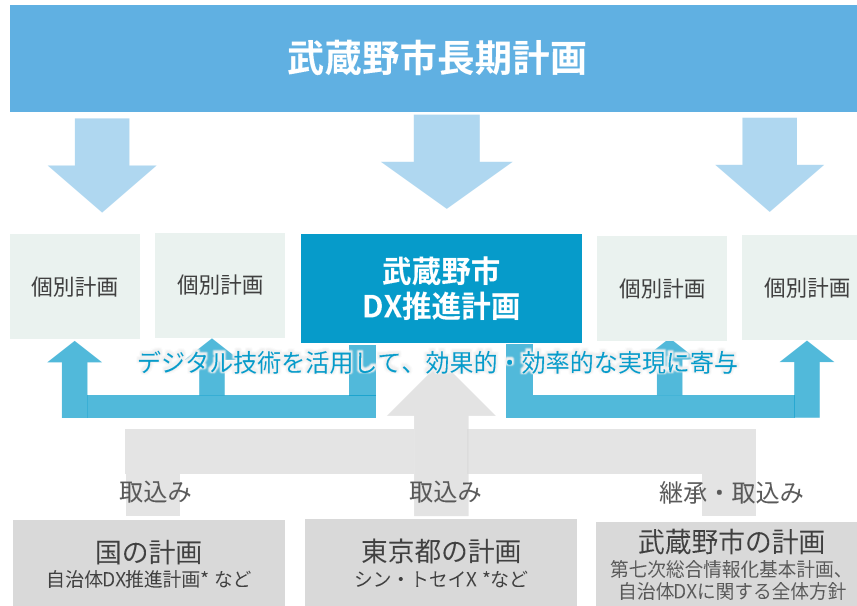 武蔵野市長期計画
個別計画
個別計画
武蔵野市
DX推進計画
個別計画
個別計画
デジタル技術を活用して、効果的・効率的な実現に寄与
取込み
取込み
継承・取込み
国の計画
自治体DX推進計画* など
東京都の計画
シン・トセイX *など
武蔵野市の計画
第七次総合情報化基本計画、
自治体DXに関する全体方針